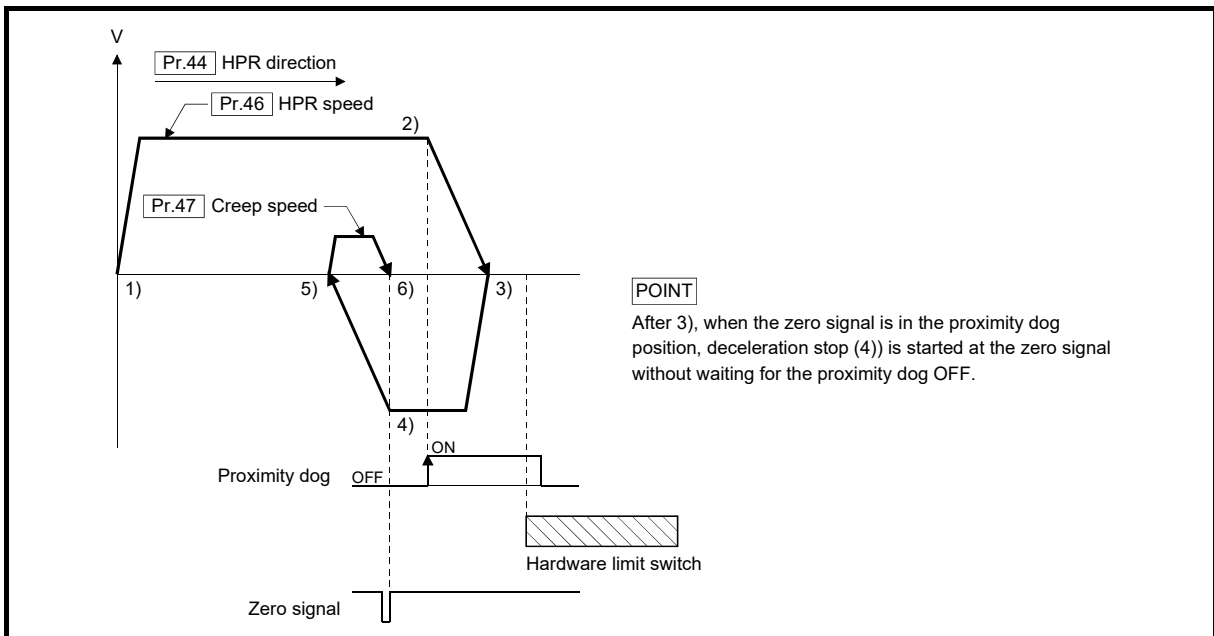 V
Pr.44 HPR direction
Pr.46 HPR speed
2)
Pr.47 Creep speed
1)
5)
6)
3)
POINT
After 3), when the zero signal is in the proximity dog
position, deceleration stop (4)) is started at the zero signal
without waiting for the proximity dog OFF.
4)
ON
Proximity dog OFF
Hardware limit switch
Zero signal